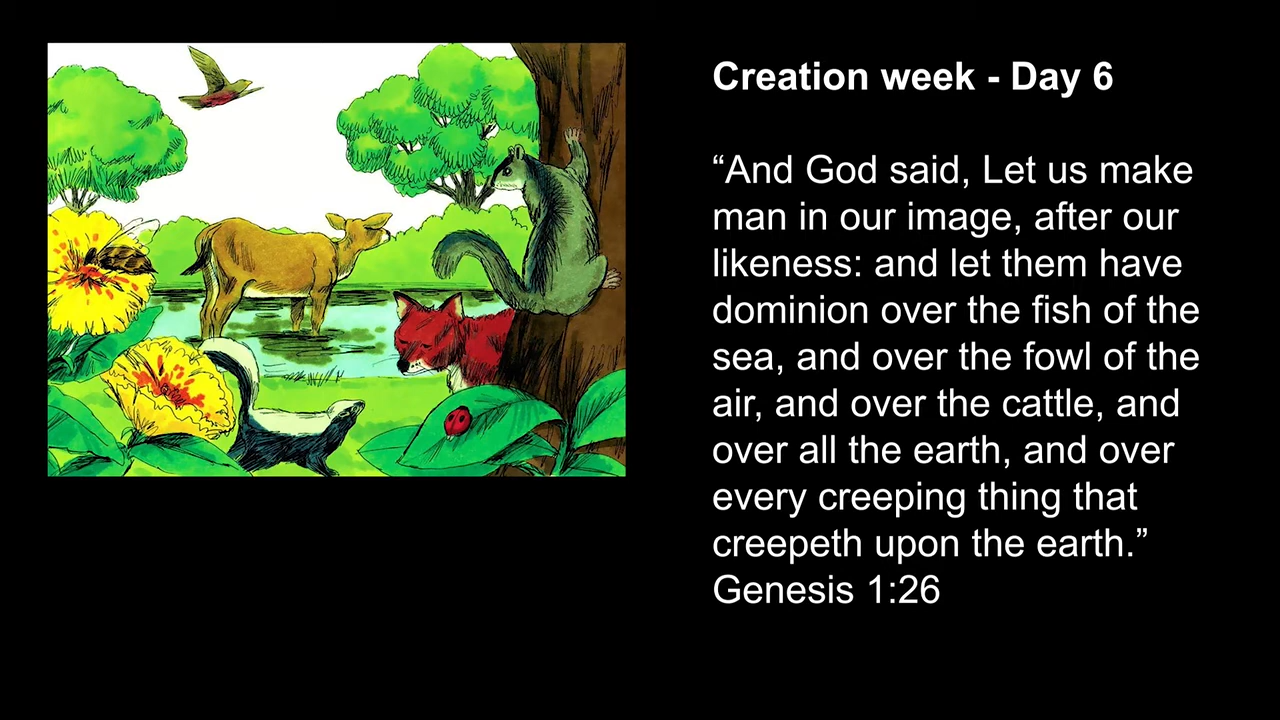 Creation week - Day 6
“And God said, Let us make
man in our image, after our
likeness: and let them have
dominion over the fish of the
sea, and over the fowl of the
air, and over the cattle, and
over all the earth, and over
every creeping thing that
creepeth upon the earth.”
Genesis 1:26